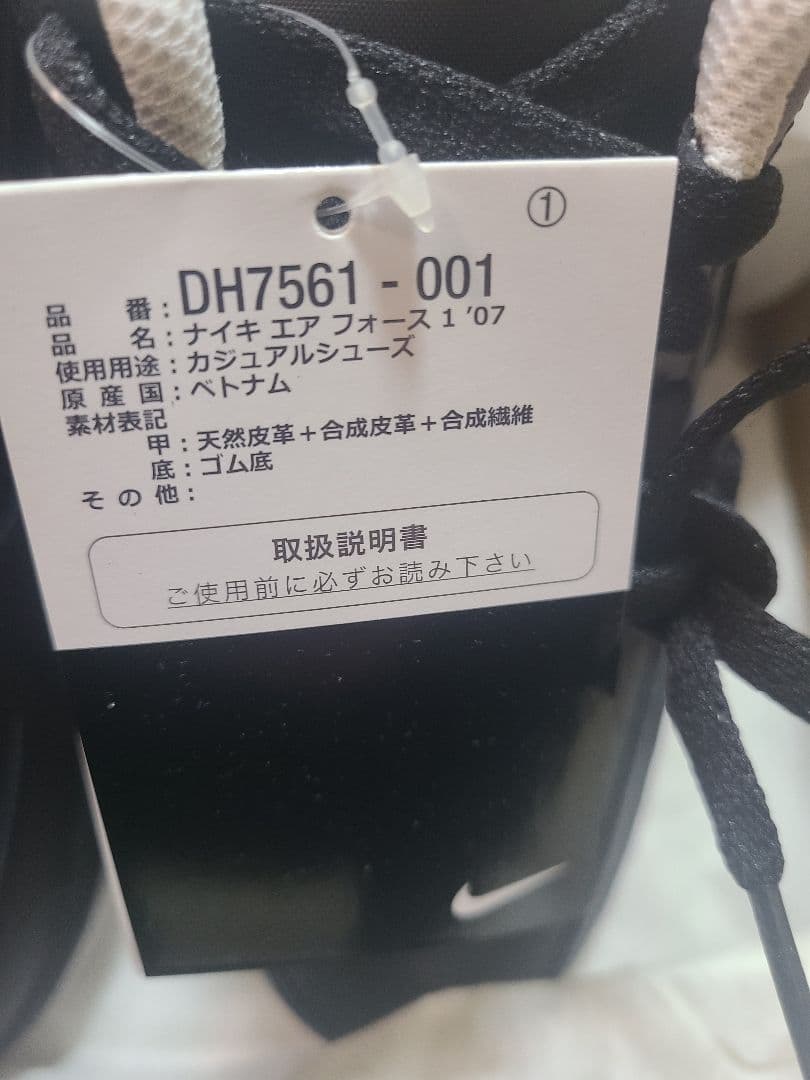 ①
品番：DH7561 - 001
品名：ナイキ エア フォース 1 '07
使用用途：カジュアルシューズ
原産国：ベトナム
素材表記
甲：天然皮革＋合成皮革＋合成繊維
底：ゴム底
その他：
取扱説明書
ご使用前に必ずお読み下さい